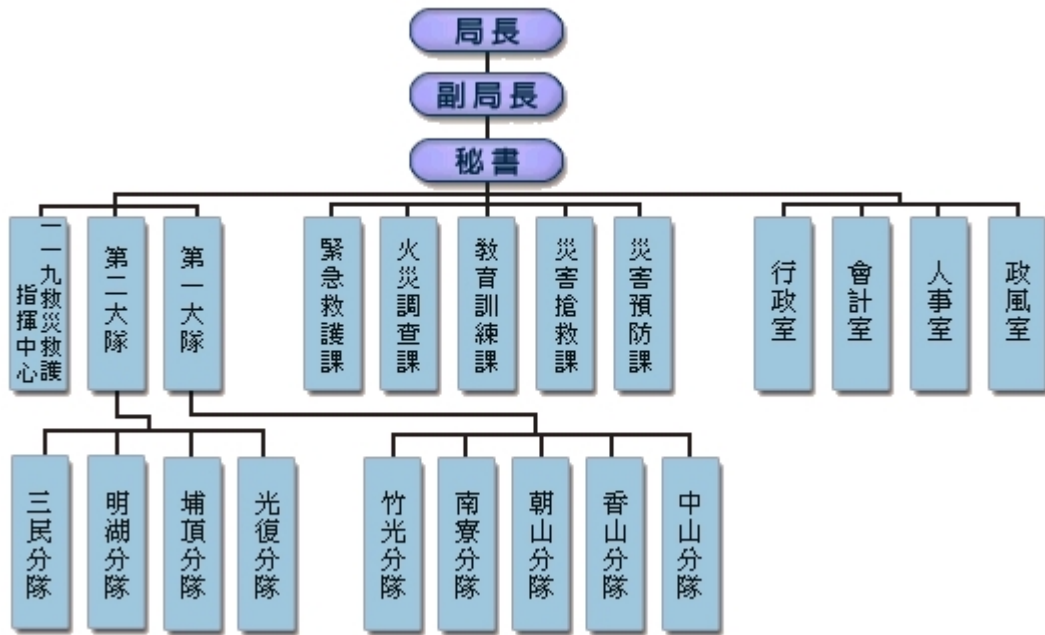 局長
副局長
秘書
一一九救災救護
指揮中心
第二大隊
第一大隊
緊急救護課
火災調查課
教育訓練課
災害搶救課
災害預防課
行政室
會計室
人事室
政風室
三民分隊
明湖分隊
埔頂分隊
光復分隊
竹光分隊
南寮分隊
朝山分隊
香山分隊
中山分隊